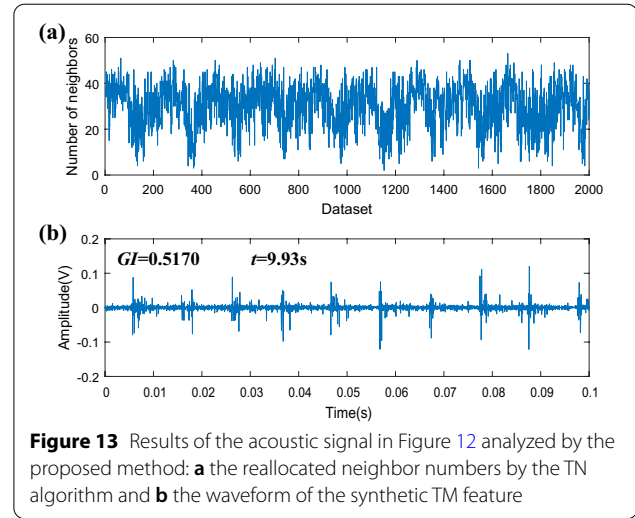 (a)
60
40
20
0
Number of neighbors
0 200 400 600 800 1000 1200 1400 1600 1800 2000
Dataset
(b)
0.2
0.1
0
-0.1
-0.2
Amplitude(V)
GI=0.5170 t=9.93s
0 0.01 0.02 0.03 0.04 0.05 0.06 0.07 0.08 0.09 0.1
Time(s)
Figure 13 Results of the acoustic signal in Figure 12 analyzed by the
proposed method: a the reallocated neighbor numbers by the TN
algorithm and b the waveform of the synthetic TM feature